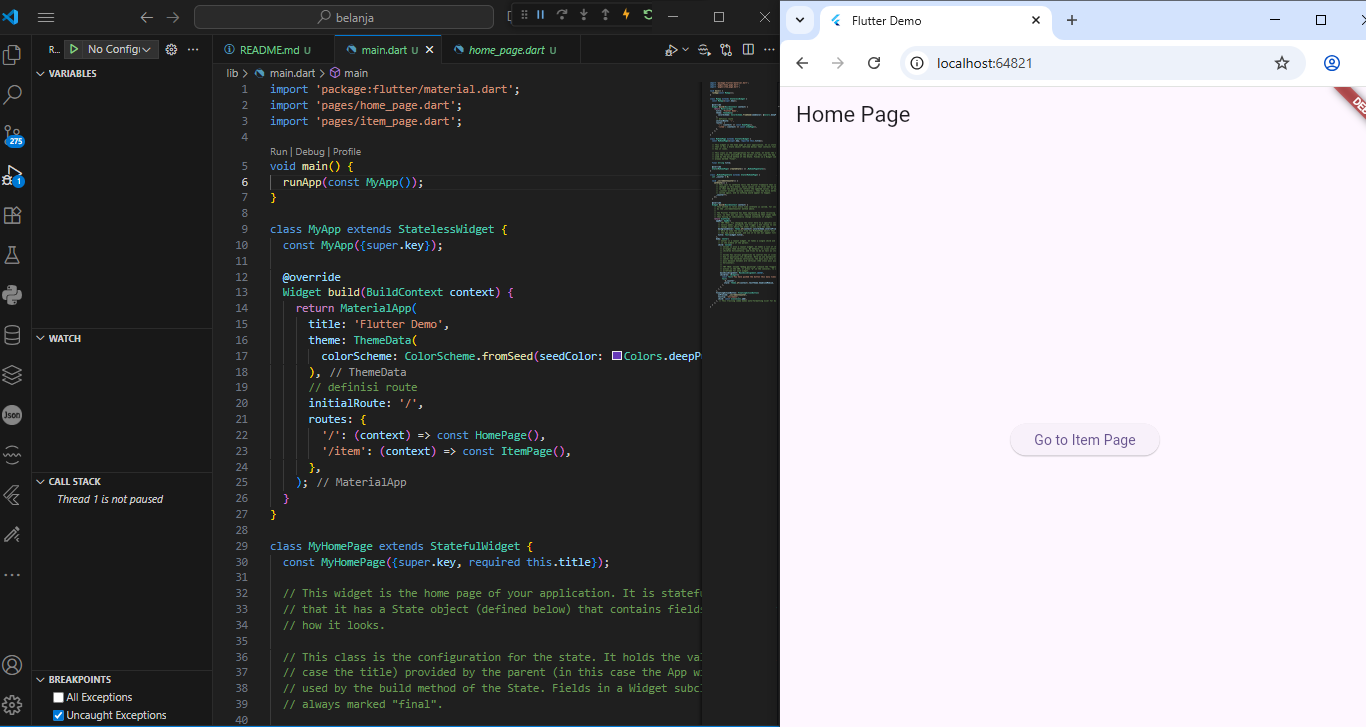 belanja
R... No Config
README.md U
main.dart U
home_page.dart U
lib > main.dart > main
VARIABLES
WATCH
CALL STACK
Thread 1 is not paused
BREAKPOINTS
All Exceptions
Uncaught Exceptions
275
1
Json
1 import 'package:flutter/material.dart';
2 import 'pages/home_page.dart';
3 import 'pages/item_page.dart';
4
Run | Debug | Profile
5 void main() {
6 runApp(const MyApp());
7 }
8
9 class MyApp extends StatelessWidget {
10 const MyApp({super.key});
11
12 @override
13 Widget build(BuildContext context) {
14 return MaterialApp(
15 title: 'Flutter Demo',
16 theme: ThemeData(
17 colorScheme: ColorScheme.fromSeed(seedColor: Colors.deepP
18 ), // ThemeData
19 // definisi route
20 initialRoute: '/',
21 routes: {
22 '/': (context) => const HomePage(),
23 '/item': (context) => const ItemPage(),
24 },
25 ); // MaterialApp
26 }
27 }
28
29 class MyHomePage extends StatefulWidget {
30 const MyHomePage({super.key, required this.title});
31
32 // This widget is the home page of your application. It is statefu
33 // that it has a State object (defined below) that contains fields
34 // how it looks.
35
36 // This class is the configuration for the state. It holds the val
37 // case the title) provided by the parent (in this case the App wi
38 // used by the build method of the State. Fields in a Widget subcl
39 // always marked "final".
40
Flutter Demo
localhost:64821
Home Page
DEB
Go to Item Page